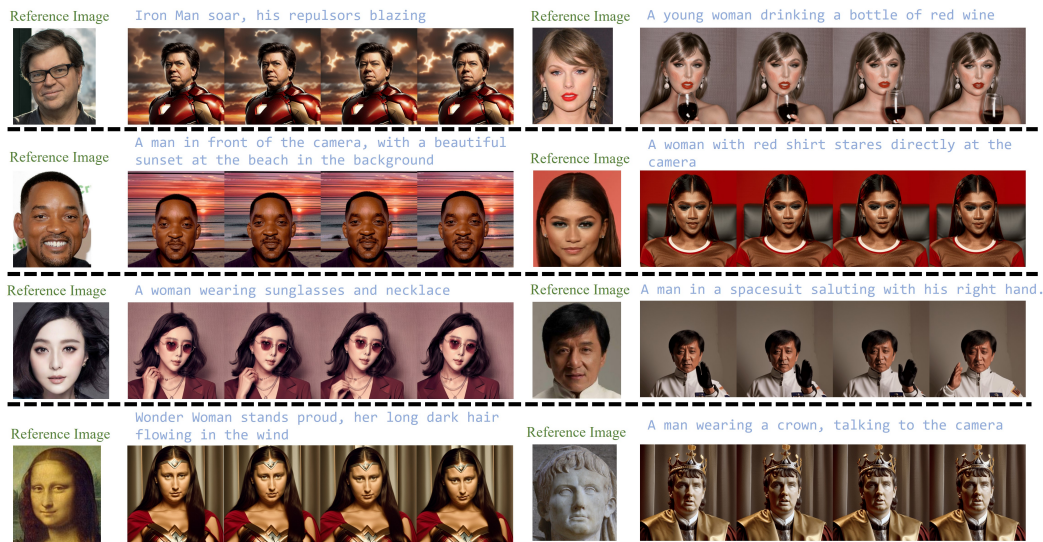 Reference Image
Iron Man soar, his repulsors blazing
Reference Image
A young woman drinking a bottle of red wine
Reference Image
A man in front of the camera, with a beautiful
sunset at the beach in the background
Reference Image
A woman with red shirt stares directly at the
camera
Reference Image
A woman wearing sunglasses and necklace
Reference Image
A man in a spacesuit saluting with his right hand.
Reference Image
Wonder Woman stands proud, her long dark hair
flowing in the wind
Reference Image
A man wearing a crown, talking to the camera